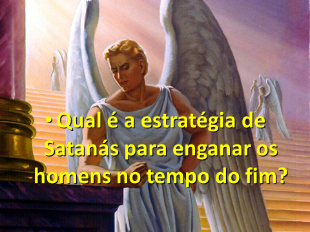 • Qual é a estratégia de
Satanás para enganar os
homens no tempo do fim?